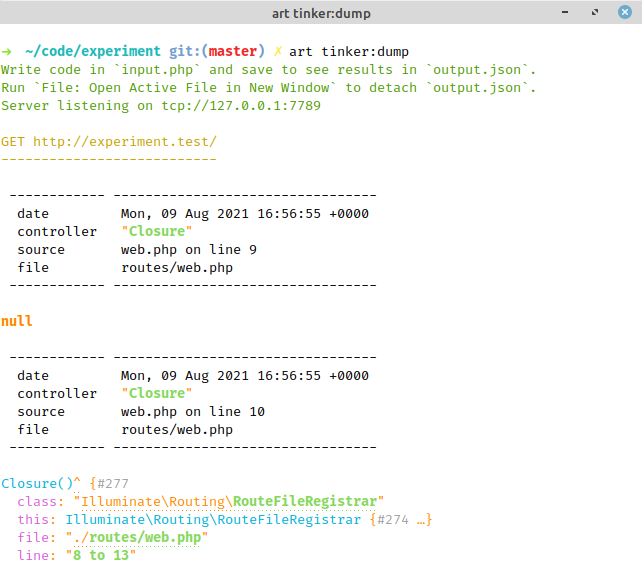 art tinker:dump
➜ ~/code/experiment git:(master) ✗ art tinker:dump
Write code in `input.php` and save to see results in `output.json`.
Run `File: Open Active File in New Window` to detach `output.json`.
Server listening on tcp://127.0.0.1:7789
GET http://experiment.test/
---------------------------
------------ ---------------------------------
date Mon, 09 Aug 2021 16:56:55 +0000
controller "Closure"
source web.php on line 9
file routes/web.php
------------ ---------------------------------
null
------------ ---------------------------------
date Mon, 09 Aug 2021 16:56:55 +0000
controller "Closure"
source web.php on line 10
file routes/web.php
------------ ---------------------------------
Closure()^ {#277
class: "Illuminate\Routing\RouteFileRegistrar"
this: Illuminate\Routing\RouteFileRegistrar {#274 …}
file: "./routes/web.php"
line: "8 to 13"